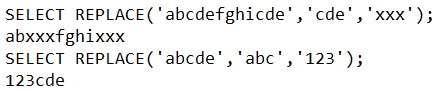 SELECT REPLACE('abcdefghicde','cde','xxx');
abxxxfghixxx
SELECT REPLACE('abcde','abc','123');
123cde